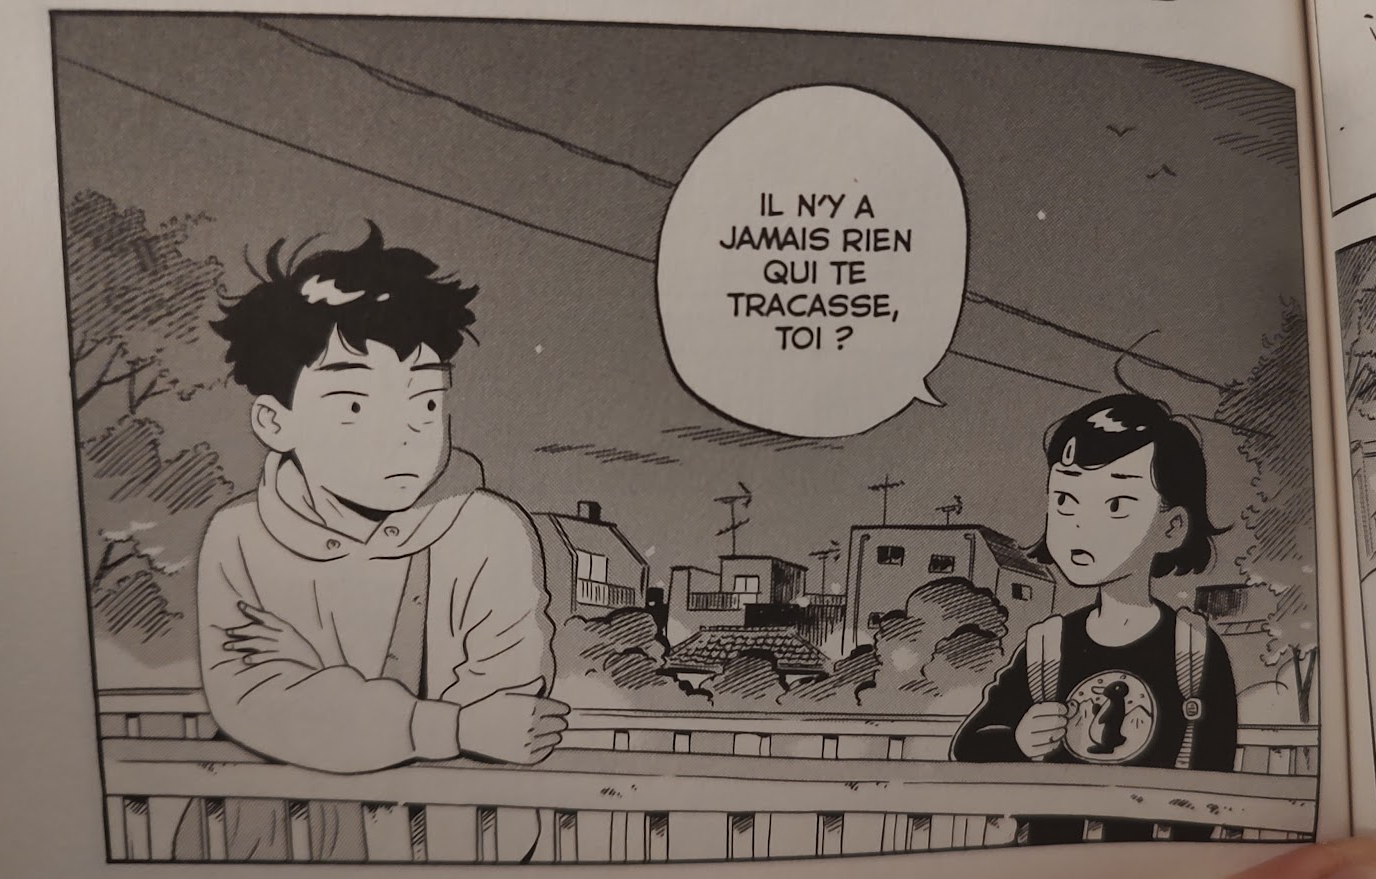 IL N'Y A
JAMAIS RIEN
QUI TE
TRACASSE,
TOI ?